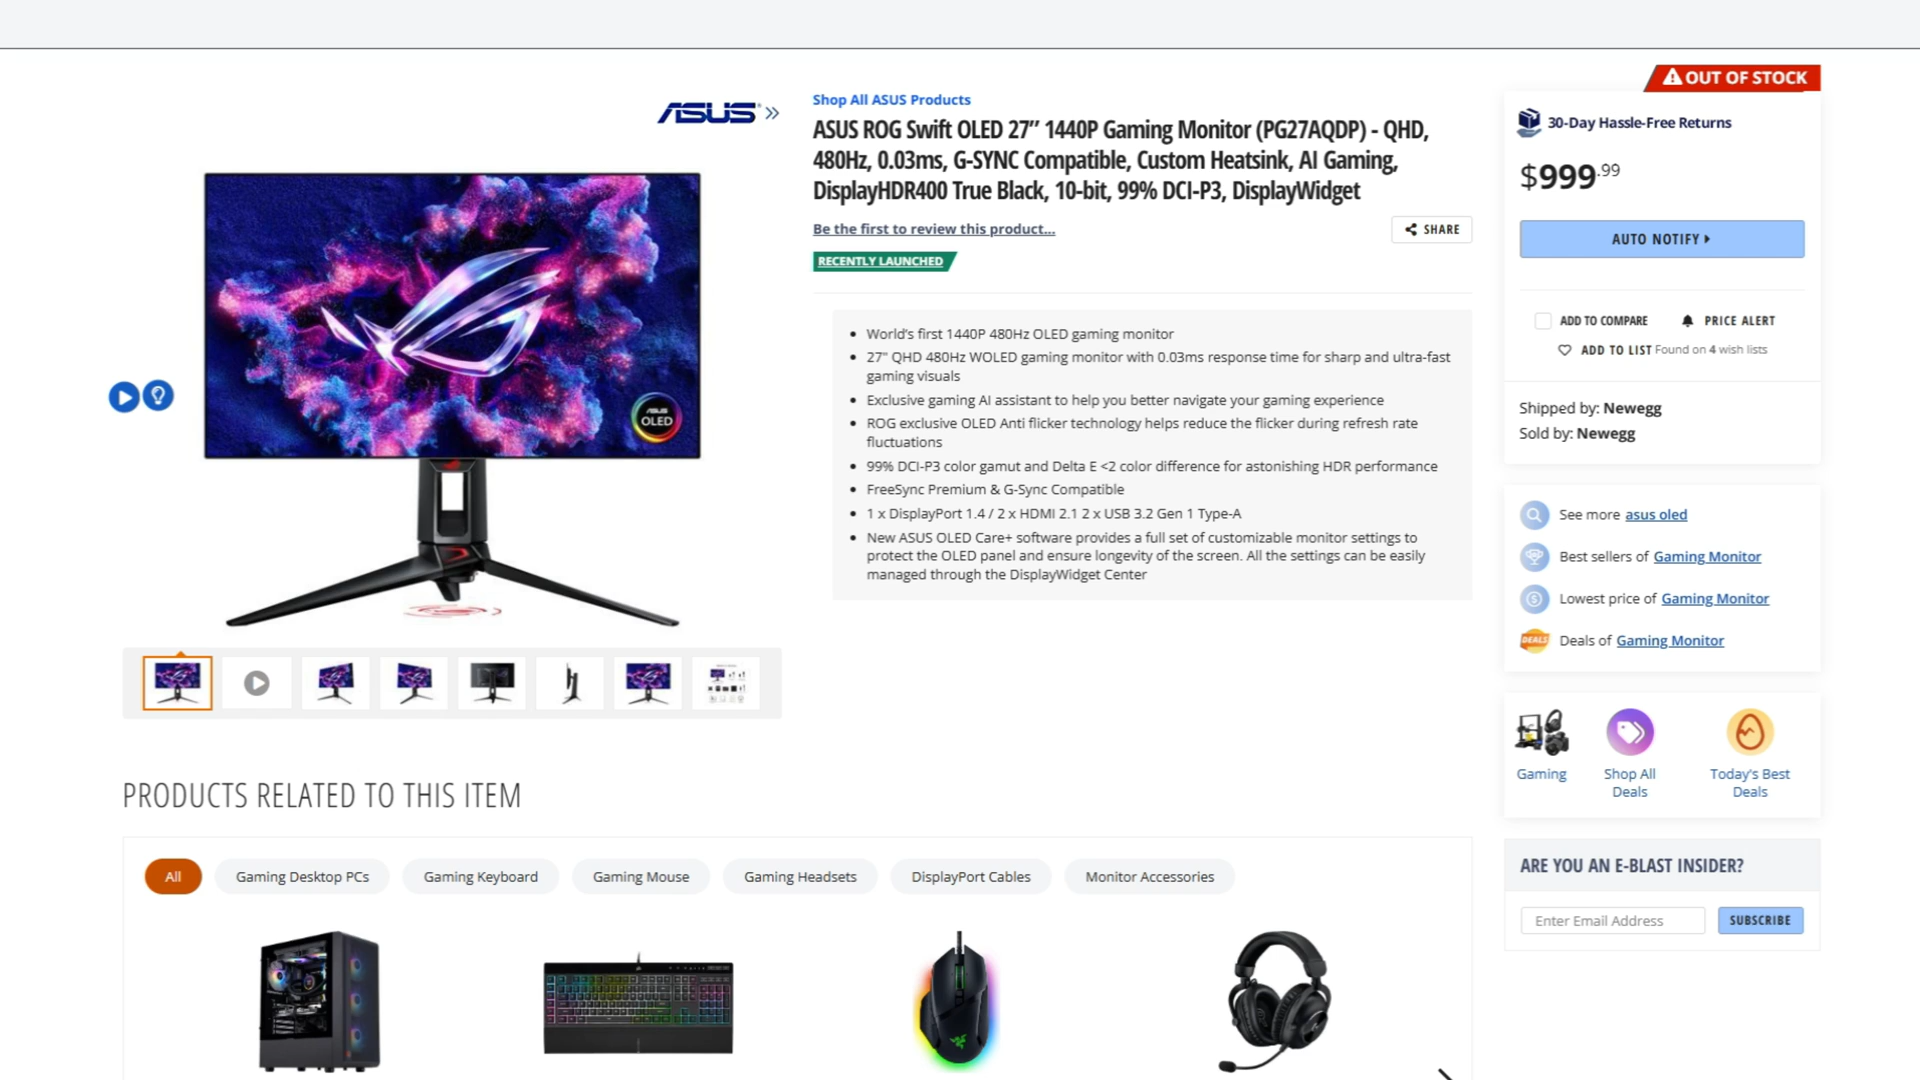 OUT OF STOCK
ASUS
Shop All ASUS Products
ASUS ROG Swift OLED 27” 1440P Gaming Monitor (PG27AQDP) - QHD,
480Hz, 0.03ms, G-SYNC Compatible, Custom Heatsink, AI Gaming,
DisplayHDR400 True Black, 10-bit, 99% DCI-P3, DisplayWidget
Be the first to review this product...
SHARE
RECENTLY LAUNCHED
World’s first 1440P 480Hz OLED gaming monitor
27" QHD 480Hz WOLED gaming monitor with 0.03ms response time for sharp and ultra-fast
gaming visuals
Exclusive gaming AI assistant to help you better navigate your gaming experience
ROG exclusive OLED Anti flicker technology helps reduce the flicker during refresh rate
fluctuations
99% DCI-P3 color gamut and Delta E <2 color difference for astonishing HDR performance
FreeSync Premium & G-Sync Compatible
1 x DisplayPort 1.4 / 2 x HDMI 2.1 2 x USB 3.2 Gen 1 Type-A
New ASUS OLED Care+ software provides a full set of customizable monitor settings to
protect the OLED panel and ensure longevity of the screen. All the settings can be easily
managed through the DisplayWidget Center
ASUS
OLED
30-Day Hassle-Free Returns
$999.99
AUTO NOTIFY
ADD TO COMPARE
PRICE ALERT
ADD TO LIST Found on 4 wish lists
Shipped by: Newegg
Sold by: Newegg
See more asus oled
Best sellers of Gaming Monitor
Lowest price of Gaming Monitor
DEALS
Deals of Gaming Monitor
Gaming
Shop All
Deals
Today's Best
Deals
ARE YOU AN E-BLAST INSIDER?
Enter Email Address
SUBSCRIBE
PRODUCTS RELATED TO THIS ITEM
All
Gaming Desktop PCs
Gaming Keyboard
Gaming Mouse
Gaming Headsets
DisplayPort Cables
Monitor Accessories